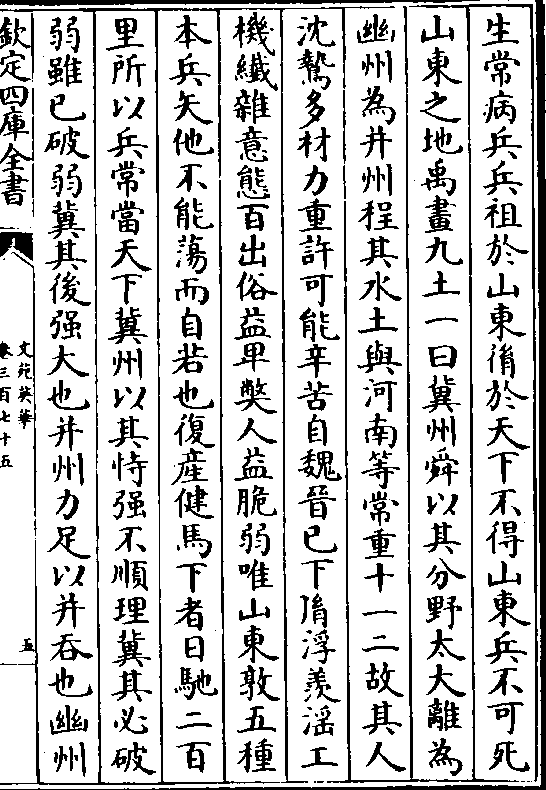 生常病兵兵祖於山東脩於天下不得山東兵不可死
山東之地禹畫九土一曰冀州舜以其分野太大離為
幽州為并州程其水土與河南等常重十一二故其人
沈鷙多材力重許可能辛苦自魏晉已下脩浮羨滛工
機纖雜意態百出俗益卑弊人益脆弱唯山東敦五種
本兵矢他不能蕩而自若也復産健馬下者日馳二百
里所以兵常當天下冀州以其恃强不順理冀其必破
弱雖已破弱冀其後强大也并州力足以并吞也幽州
欽定四庫全書
文苑英華
卷三百七十五
五